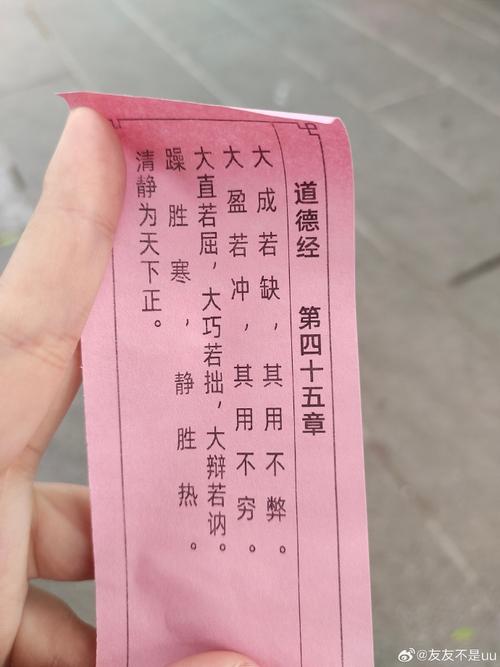 道德经 第四十五章
大成若缺，其用不弊。
大盈若冲，其用不穷。
大直若屈，大巧若拙，大辩若讷。
躁胜寒，静胜热。
清静为天下正。
@友友不是uu